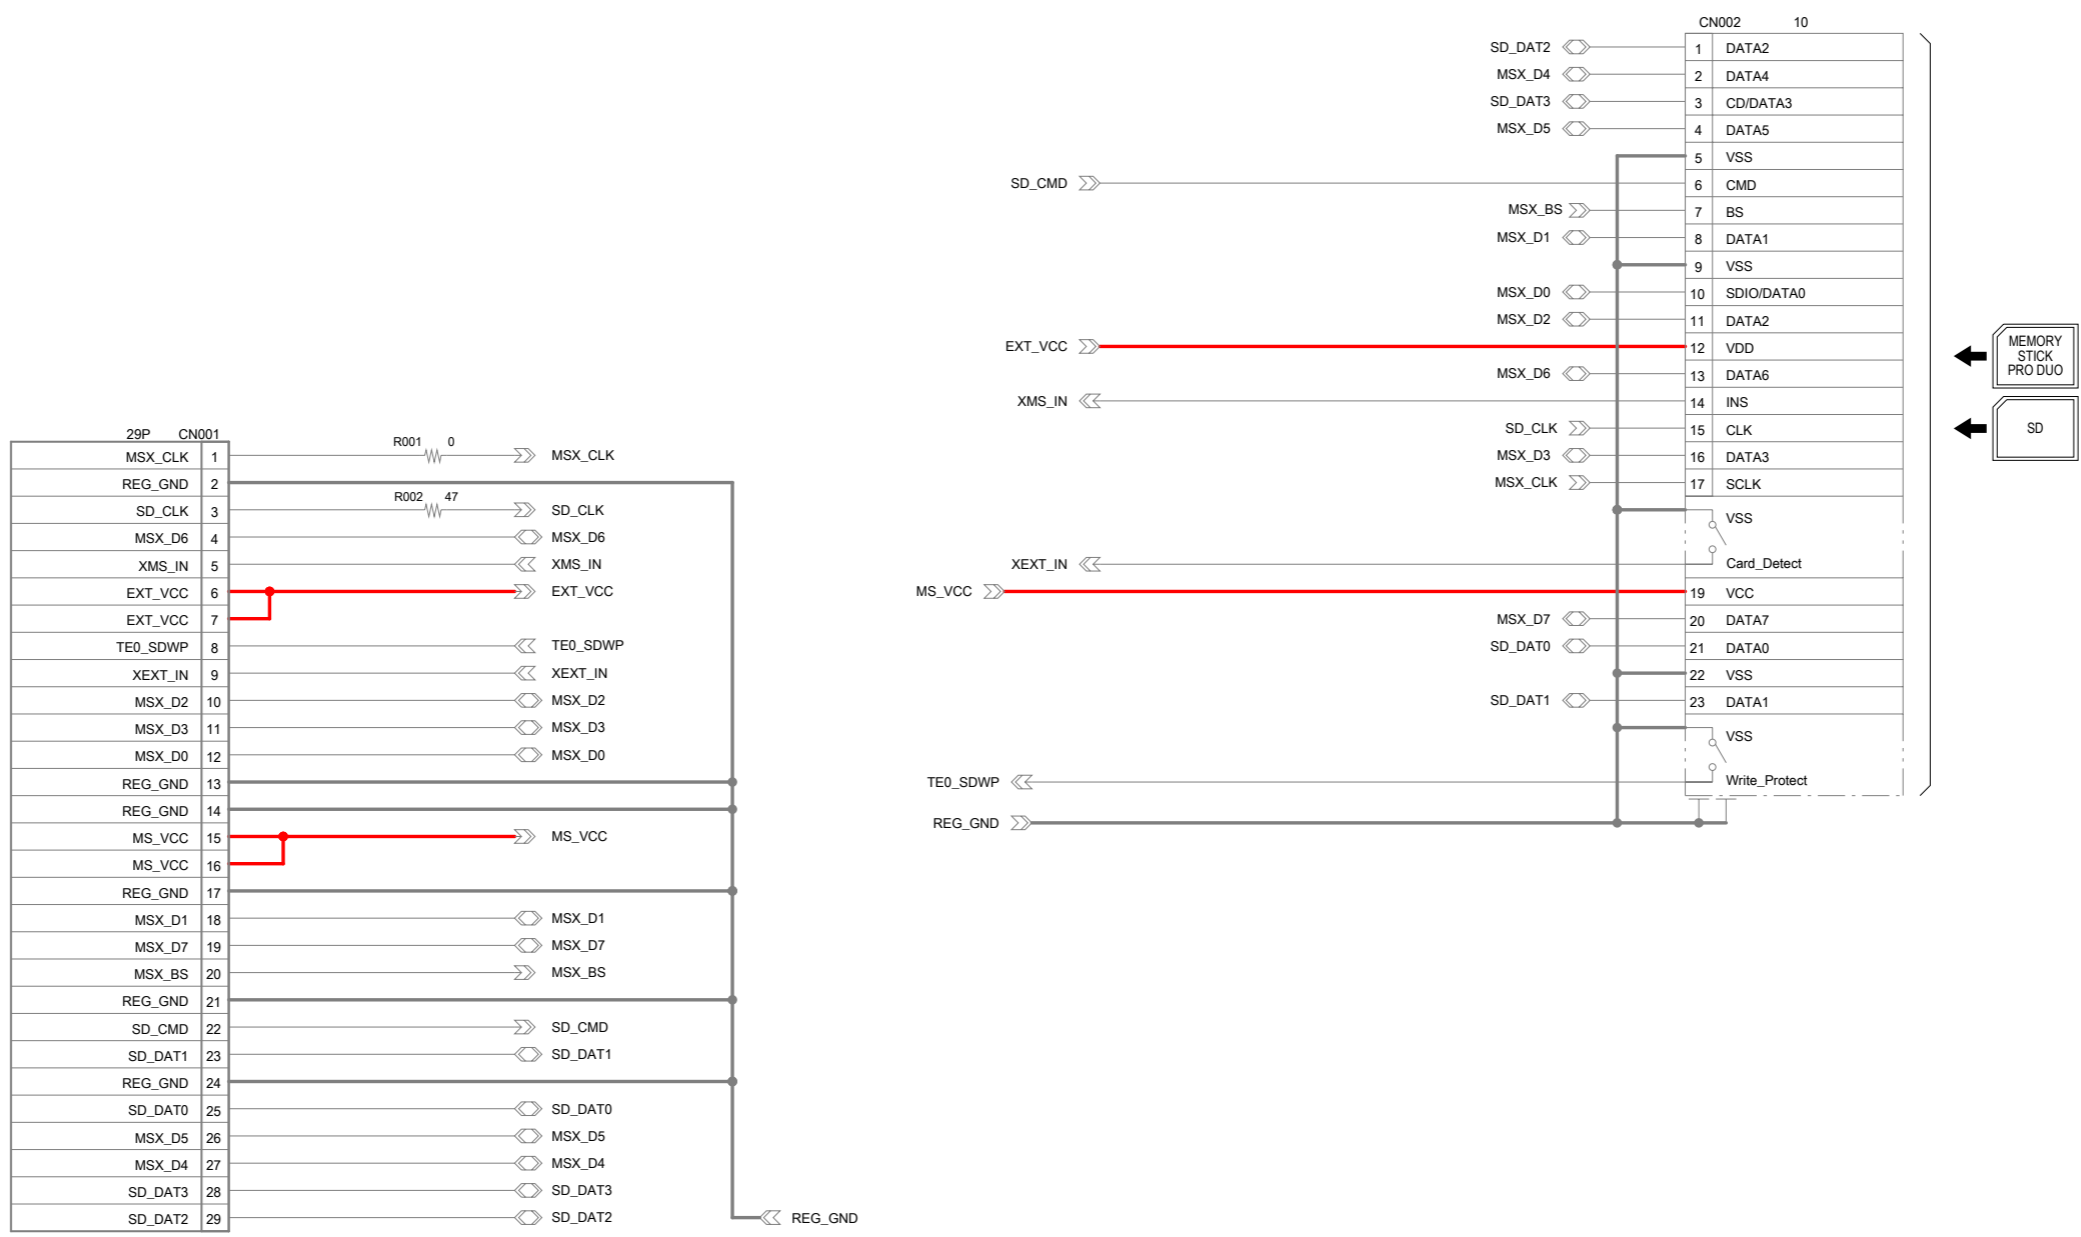 29P CN001
MSX_CLK 1 R001 0 MSX_CLK
REG_GND 2
SD_CLK 3 R002 47 SD_CLK
MSX_D6 4 MSX_D6
XMS_IN 5 XMS_IN
EXT_VCC 6 EXT_VCC
EXT_VCC 7
TE0_SDWP 8 TE0_SDWP
XEXT_IN 9 XEXT_IN
MSX_D2 10 MSX_D2
MSX_D3 11 MSX_D3
MSX_D0 12 MSX_D0
REG_GND 13
REG_GND 14
MS_VCC 15 MS_VCC
MS_VCC 16
REG_GND 17
MSX_D1 18 MSX_D1
MSX_D7 19 MSX_D7
MSX_BS 20 MSX_BS
REG_GND 21
SD_CMD 22 SD_CMD
SD_DAT1 23 SD_DAT1
REG_GND 24
SD_DAT0 25 SD_DAT0
MSX_D5 26 MSX_D5
MSX_D4 27 MSX_D4
SD_DAT3 28 SD_DAT3
SD_DAT2 29 SD_DAT2
REG_GND
CN002 10
SD_DAT2 1 DATA2
MSX_D4 2 DATA4
SD_DAT3 3 CD/DATA3
MSX_D5 4 DATA5
5 VSS
SD_CMD 6 CMD
MSX_BS 7 BS
MSX_D1 8 DATA1
9 VSS
MSX_D0 10 SDIO/DATA0
MSX_D2 11 DATA2
EXT_VCC 12 VDD
MSX_D6 13 DATA6
XMS_IN 14 INS
SD_CLK 15 CLK
MSX_D3 16 DATA3
MSX_CLK 17 SCLK
VSS
XEXT_IN Card_Detect
MS_VCC 19 VCC
MSX_D7 20 DATA7
SD_DAT0 21 DATA0
22 VSS
SD_DAT1 23 DATA1
VSS
TE0_SDWP Write_Protect
REG_GND
MEMORY
STICK
PRO DUO
SD